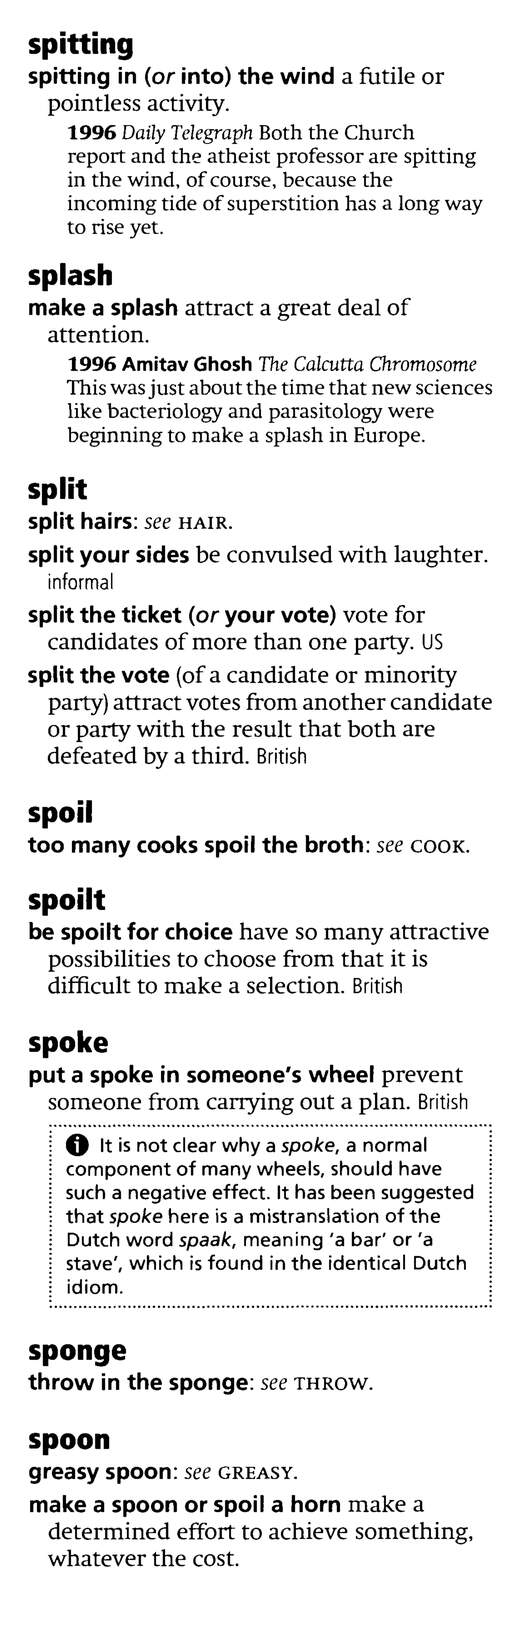 spitting
spitting in (or into) the wind a futile or
pointless activity.
1996 Daily Telegraph Both the Church
report and the atheist professor are spitting
in the wind, of course, because the
incoming tide of superstition has a long way
to rise yet.
splash
make a splash attract a great deal of
attention.
1996 Amitav Ghosh The Calcutta Chromosome
This was just about the time that new sciences
like bacteriology and parasitology were
beginning to make a splash in Europe.
split
split hairs: see HAIR.
split your sides be convulsed with laughter.
informal
split the ticket (or your vote) vote for
candidates of more than one party. US
split the vote (of a candidate or minority
party) attract votes from another candidate
or party with the result that both are
defeated by a third. British
spoil
too many cooks spoil the broth: see COOK.
spoilt
be spoilt for choice have so many attractive
possibilities to choose from that it is
difficult to make a selection. British
spoke
put a spoke in someone's wheel prevent
someone from carrying out a plan. British
i It is not clear why a spoke, a normal
component of many wheels, should have
such a negative effect. It has been suggested
that spoke here is a mistranslation of the
Dutch word spaak, meaning 'a bar' or 'a
stave', which is found in the identical Dutch
idiom.
sponge
throw in the sponge: see THROW.
spoon
greasy spoon: see GREASY.
make a spoon or spoil a horn make a
determined effort to achieve something,
whatever the cost.